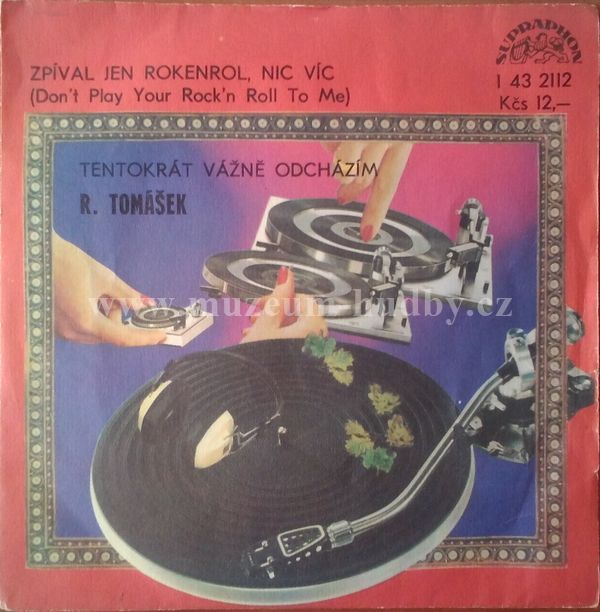 SUPRAPHON
ZPÍVAL JEN ROKENROL, NIC VÍC
(Don't Play Your Rock'n Roll To Me)
1 43 2112
Kčs 12,—
TENTOKRÁT VÁŽNĚ ODCHÁZÍM
R. TOMÁŠEK
www.muzeum-hudby.cz